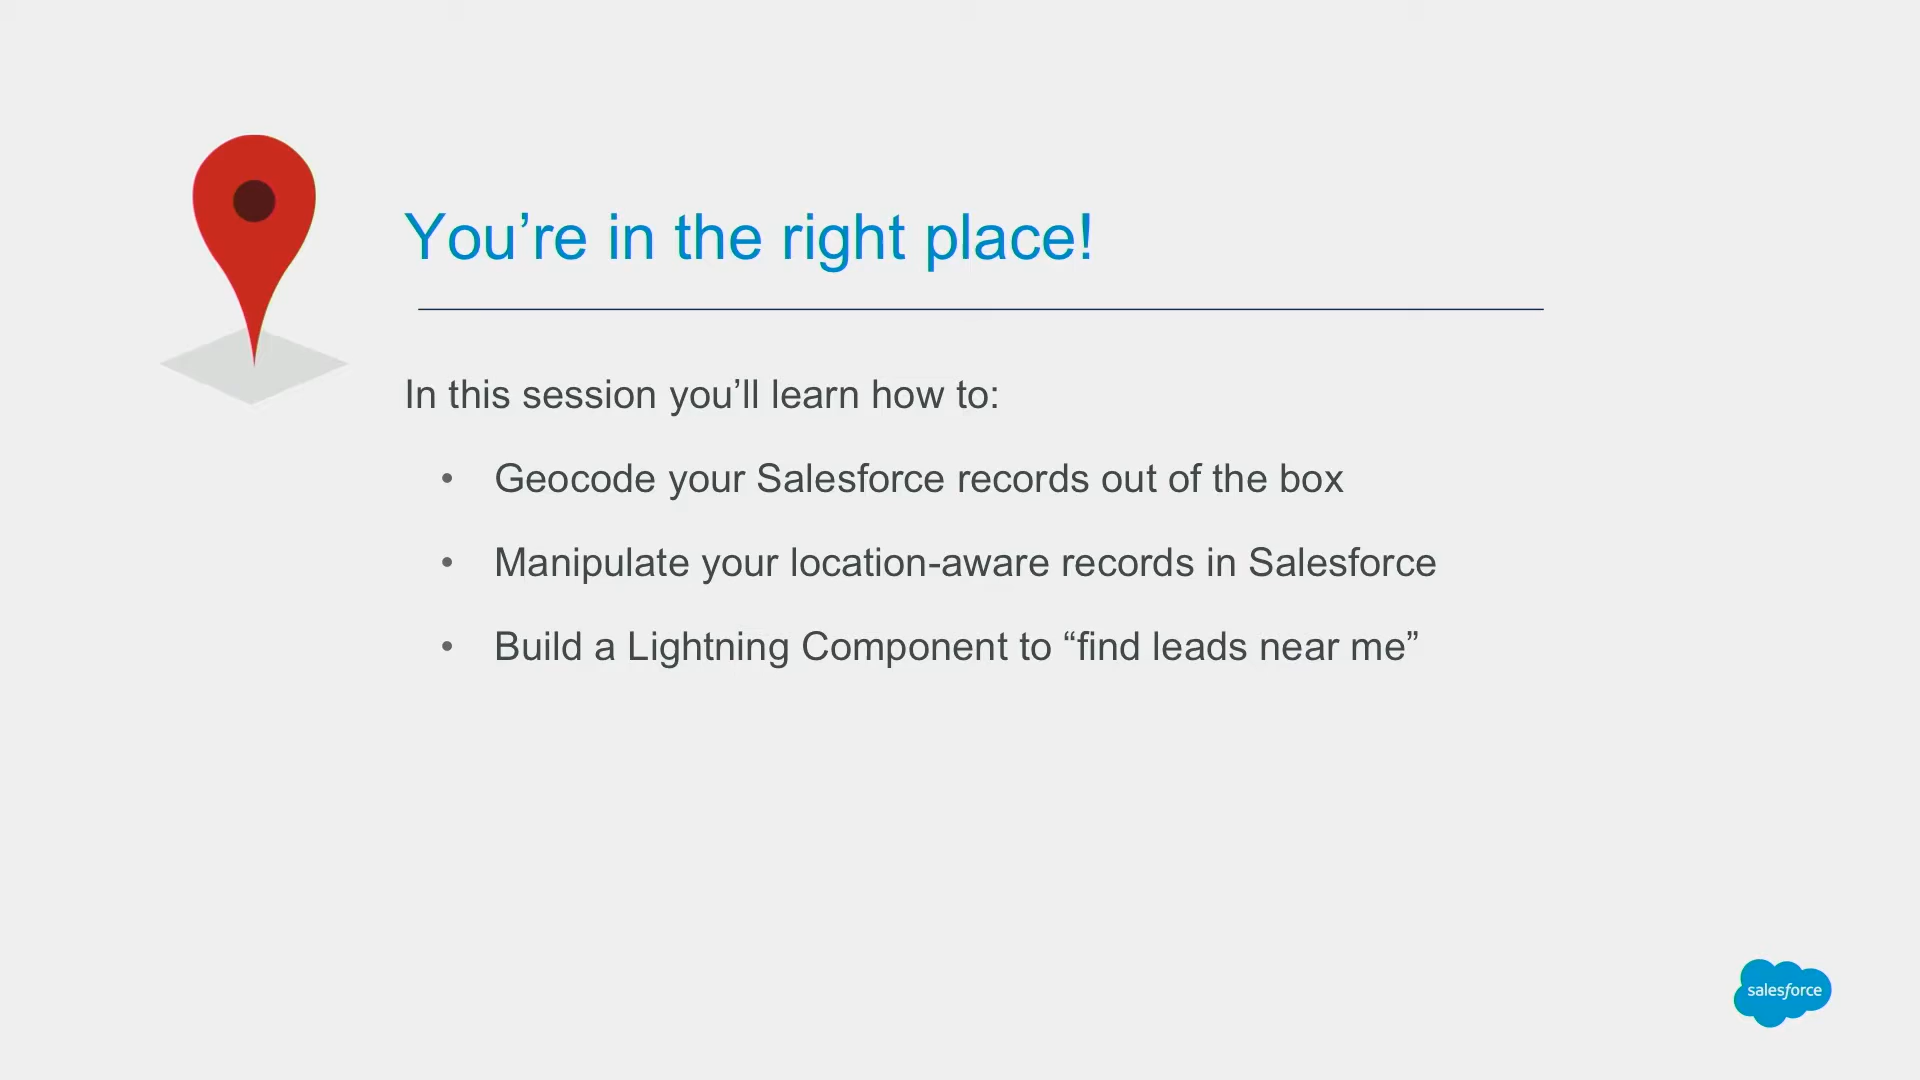 You’re in the right place!
In this session you’ll learn how to:
• Geocode your Salesforce records out of the box
• Manipulate your location-aware records in Salesforce
• Build a Lightning Component to “find leads near me”
salesforce